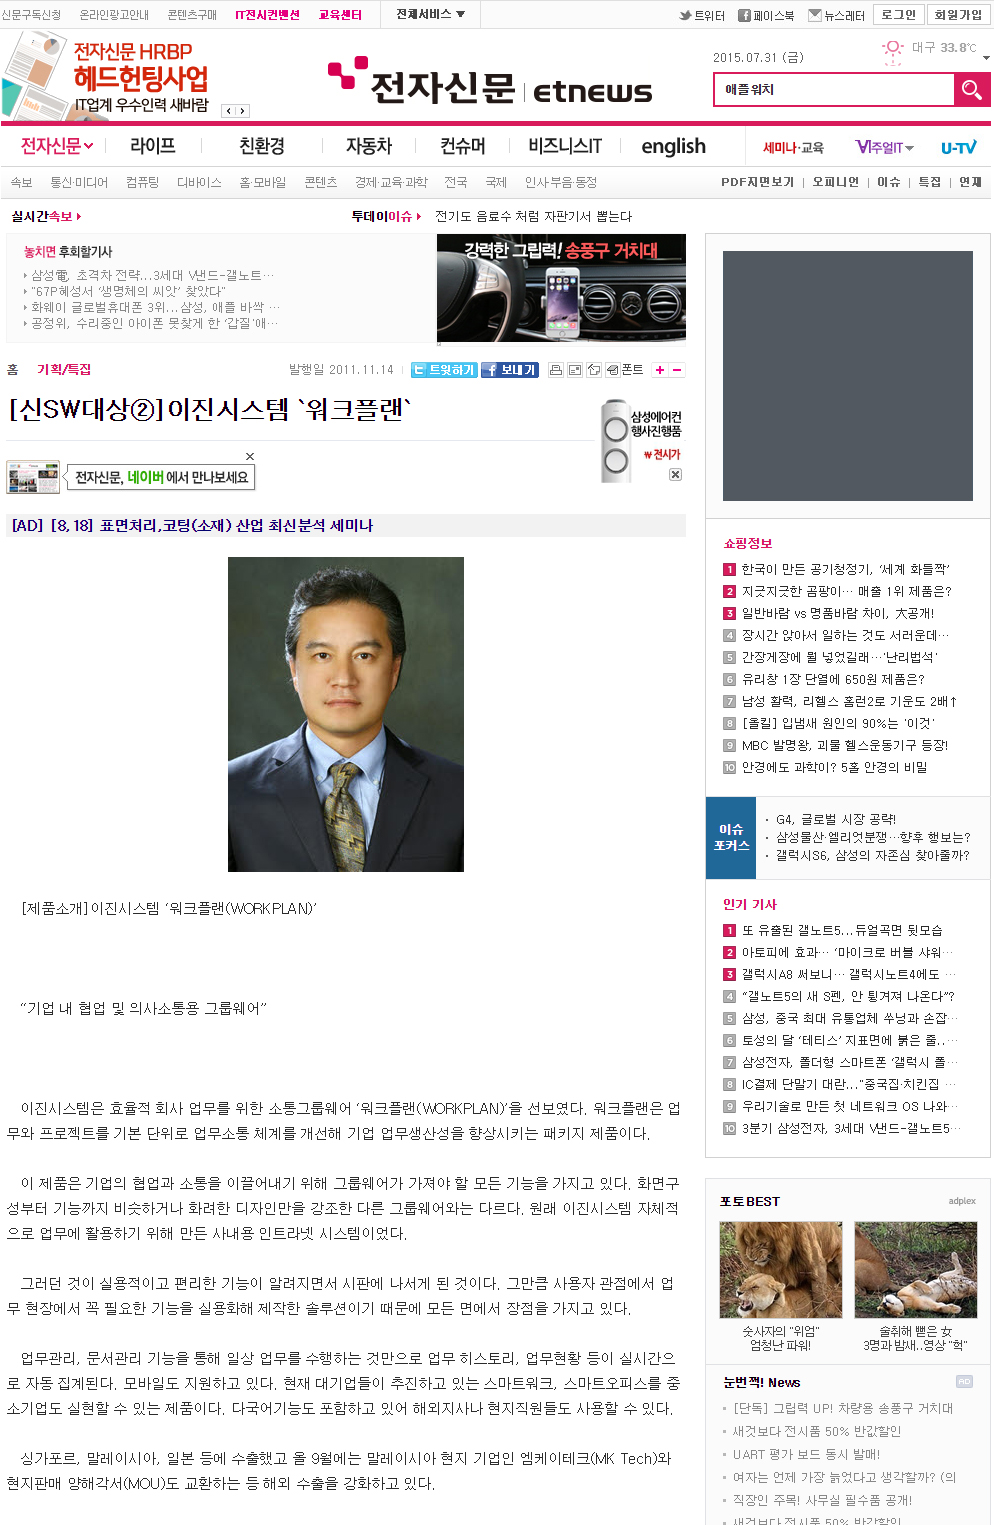 신문구독신청 온라인광고안내 콘텐츠구매 IT전시컨벤션 교육센터 전체서비스 ▼ 트위터 페이스북 뉴스레터 로그인 회원가입
전자신문 HRBP
헤드헌팅사업
IT업계 우수인력 새바람
전자신문 | etnews
2015.07.31 (금) 대구 33.8℃
애플워치
전자신문 라이프 친환경 자동차 컨슈머 비즈니스IT english 세미나·교육 VI주얼IT U-TV
속보 통신·미디어 컴퓨팅 디바이스 홈·모바일 콘텐츠 경제·교육·과학 전국 국제 인사·부음·동정 PDF지면보기 | 오피니언 | 이슈 | 특집 | 연재
실시간속보 투데이이슈 전기도 음료수 처럼 자판기서 뽑는다
놓치면 후회할기사
삼성電, 초격차 전략...3세대 V낸드-갤노트…
"67P혜성서 '생명체의 씨앗' 찾았다"
화웨이 글로벌휴대폰 3위...삼성, 애플 바싹 …
공정위, 수리중인 아이폰 못찾게 한 '갑질'애…
강력한 그립력! 송풍구 거치대
홈 기획/특집 발행일 2011.11.14 트윗하기 보내기 폰트 + −
[신SW대상②]이진시스템 `워크플랜`
삼성에어컨
행사진행품
₩전시가
전자신문, 네이버에서 만나보세요
[AD] [8,18] 표면처리,코팅(소재) 산업 최신분석 세미나
[제품소개]이진시스템 '워크플랜(WORKPLAN)'
"기업 내 협업 및 의사소통용 그룹웨어"
이진시스템은 효율적 회사 업무를 위한 소통그룹웨어 '워크플랜(WORKPLAN)'을 선보였다. 워크플랜은 업
무와 프로젝트를 기본 단위로 업무소통 체계를 개선해 기업 업무생산성을 향상시키는 패키지 제품이다.
이 제품은 기업의 협업과 소통을 이끌어내기 위해 그룹웨어가 가져야 할 모든 기능을 가지고 있다. 화면구
성부터 기능까지 비슷하거나 화려한 디자인만을 강조한 다른 그룹웨어와는 다르다. 원래 이진시스템 자체적
으로 업무에 활용하기 위해 만든 사내용 인트라넷 시스템이었다.
그러던 것이 실용적이고 편리한 기능이 알려지면서 시판에 나서게 된 것이다. 그만큼 사용자 관점에서 업
무 현장에서 꼭 필요한 기능을 실용화해 제작한 솔루션이기 때문에 모든 면에서 장점을 가지고 있다.
업무관리, 문서관리 기능을 통해 일상 업무를 수행하는 것만으로 업무 히스토리, 업무현황 등이 실시간으
로 자동 집계된다. 모바일도 지원하고 있다. 현재 대기업들이 추진하고 있는 스마트워크, 스마트오피스를 중
소기업도 실현할 수 있는 제품이다. 다국어기능도 포함하고 있어 해외지사나 현지직원들도 사용할 수 있다.
싱가포르, 말레이시아, 일본 등에 수출했고 올 9월에는 말레이시아 현지 기업인 엠케이테크(MK Tech)와
현지판매 양해각서(MOU)도 교환하는 등 해외 수출을 강화하고 있다.
쇼핑정보
1 한국이 만든 공기청정기, '세계 화들짝'
2 지긋지긋한 곰팡이… 매출 1위 제품은?
3 일반바람 vs 명품바람 차이, 大공개!
4 장시간 앉아서 일하는 것도 서러운데…
5 간장게장에 뭘 넣었길래…'난리법석'
6 유리창 1장 단열에 650원 제품은?
7 남성 활력, 리헬스 홈런2로 기운도 2배↑
8 [올킬] 입냄새 원인의 90%는 '이것'
9 MBC 발명왕, 괴물 헬스운동기구 등장!
10 안경에도 과학이? 5홀 안경의 비밀
이슈
포커스
· G4, 글로벌 시장 공략!
· 삼성물산·엘리엇분쟁…향후 행보는?
· 갤럭시S6, 삼성의 자존심 찾아줄까?
인기 기사
1 또 유출된 갤노트5...듀얼곡면 뒷모습
2 아토피에 효과… '마이크로 버블 샤워…
3 갤럭시A8 써보니… 갤럭시노트4에도 …
4 "갤노트5의 새 S펜, 안 튕겨져 나온다"?
5 삼성, 중국 최대 유통업체 쑤닝과 손잡…
6 토성의 달 '테티스' 지표면에 붉은 줄..…
7 삼성전자, 폴더형 스마트폰 '갤럭시 폴…
8 IC결제 단말기 대란..."중국집·치킨집 …
9 우리기술로 만든 첫 네트워크 OS 나와…
10 3분기 삼성전자, 3세대 V낸드-갤노트5…
포토BEST adplex
숫사자의 "위엄"
엄청난 파워!
술취해 뻗은 女
3명과 밤새..영상 "헉"
눈번쩍! News AD
[단독] 그립력 UP! 차량용 송풍구 거치대
새것보다 전시품 50% 반값할인
UART 평가 보드 동시 발매!
여자는 언제 가장 늙었다고 생각할까? (의
직장인 주목! 사무실 필수품 공개!
새것보다 전시품 50% 반값할인